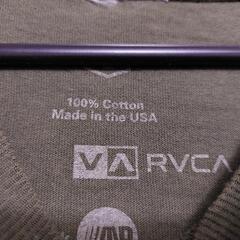 100% Cotton
Made in the USA
VA RVCA